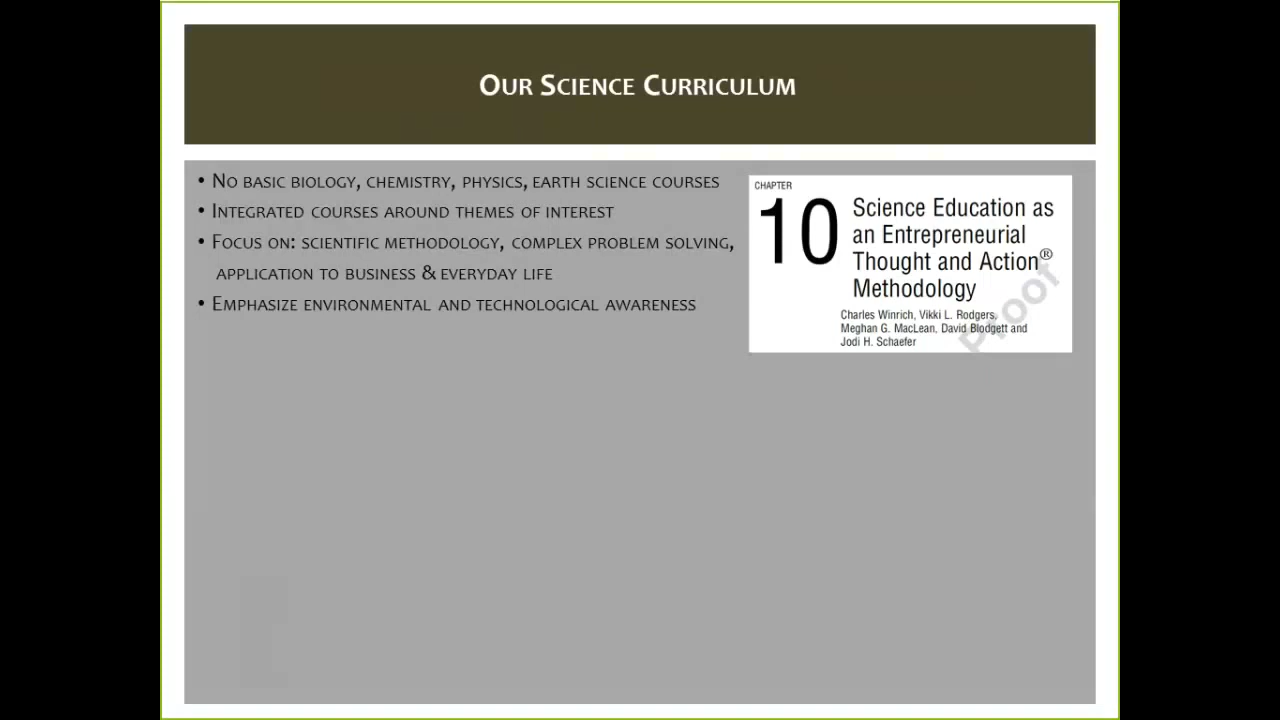 Our Science Curriculum
• No basic biology, chemistry, physics, earth science courses
• Integrated courses around themes of interest
• Focus on: scientific methodology, complex problem solving,
application to business & everyday life
• Emphasize environmental and technological awareness
CHAPTER
10
Science Education as
an Entrepreneurial
Thought and Action®
Methodology
Charles Winrich, Vikki L. Rodgers,
Meghan G. MacLean, David Blodgett and
Jodi H. Schaefer
Proof